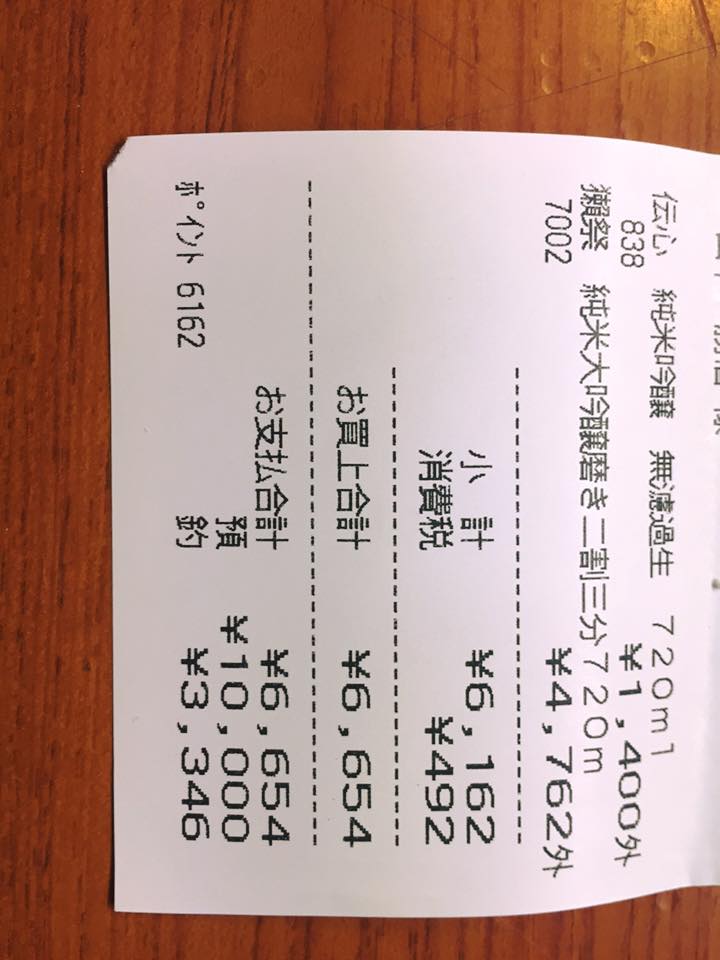 伝心 純米吟醸 無濾過生 720ml
838 ¥1,400外
獺祭 純米大吟醸磨き二割三分720m
7002 ¥4,762外
小計 ¥6,162
消費税 ¥492
お買上合計 ¥6,654
お支払合計 ¥6,654
預 ¥10,000
釣 ¥3,346
ポイント 6162